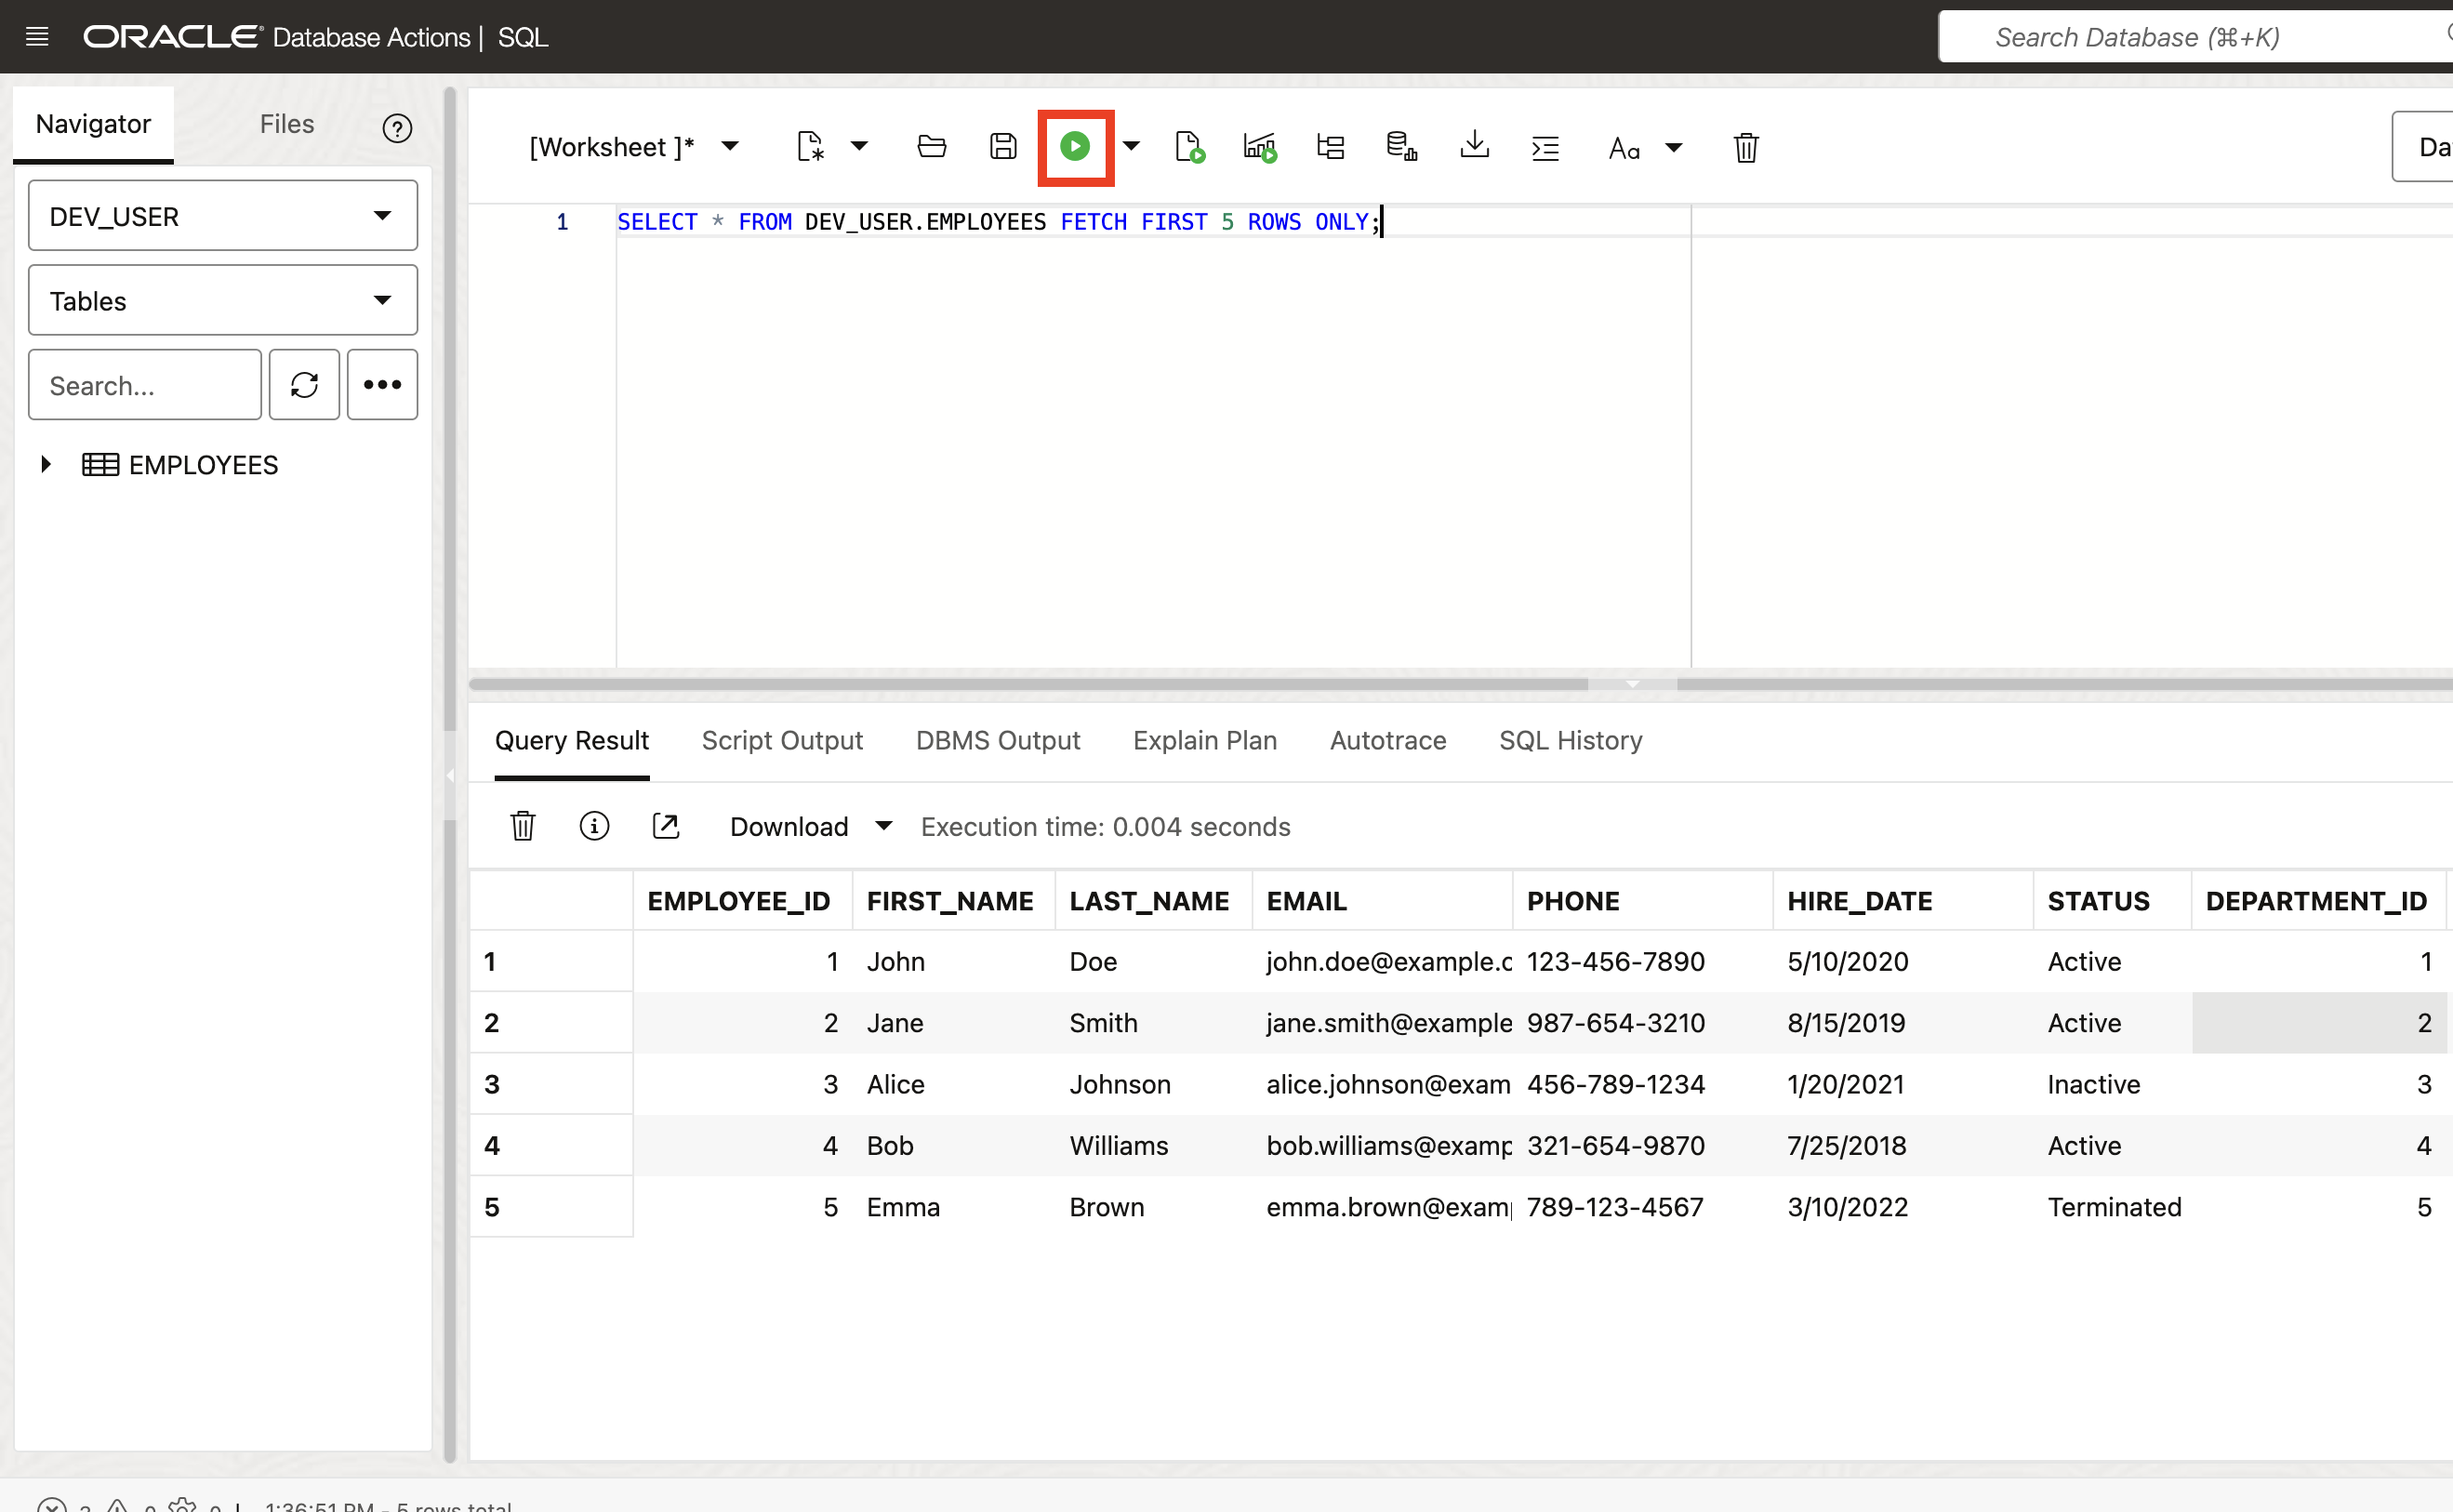 ORACLE Database Actions | SQL
Search Database (⌘+K)
Navigator
Files
DEV_USER
Tables
Search...
EMPLOYEES
[Worksheet ]*
Aa
1 SELECT * FROM DEV_USER.EMPLOYEES FETCH FIRST 5 ROWS ONLY;
Query Result Script Output DBMS Output Explain Plan Autotrace SQL History
Download Execution time: 0.004 seconds
EMPLOYEE_ID FIRST_NAME LAST_NAME EMAIL PHONE HIRE_DATE STATUS DEPARTMENT_ID
1 1 John Doe john.doe@example.c 123-456-7890 5/10/2020 Active 1
2 2 Jane Smith jane.smith@example 987-654-3210 8/15/2019 Active 2
3 3 Alice Johnson alice.johnson@exam 456-789-1234 1/20/2021 Inactive 3
4 4 Bob Williams bob.williams@examp 321-654-9870 7/25/2018 Active 4
5 5 Emma Brown emma.brown@exam 789-123-4567 3/10/2022 Terminated 5
1:36:51 PM - 5 rows total